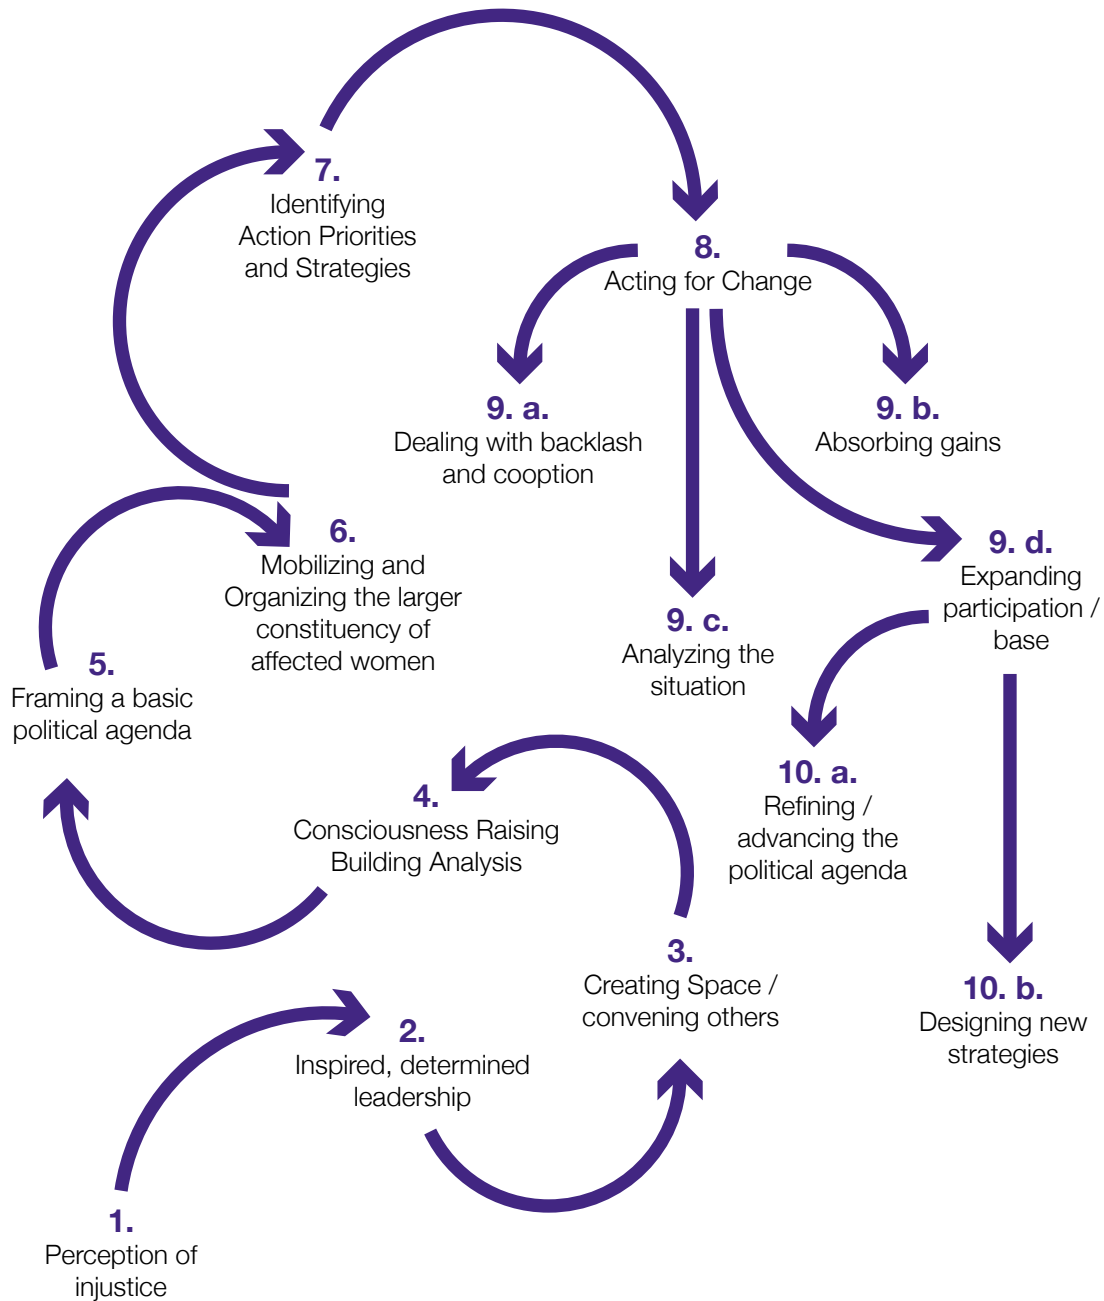 7.
Identifying
Action Priorities
and Strategies
8.
Acting for Change
9. a.
Dealing with backlash
and cooption
9. b.
Absorbing gains
6.
Mobilizing and
Organizing the larger
constituency of
affected women
9. d.
Expanding
participation /
base
9. c.
Analyzing the
situation
5.
Framing a basic
political agenda
10. a.
Refining /
advancing the
political agenda
4.
Consciousness Raising
Building Analysis
3.
Creating Space /
convening others
10. b.
Designing new
strategies
2.
Inspired, determined
leadership
1.
Perception of
injustice